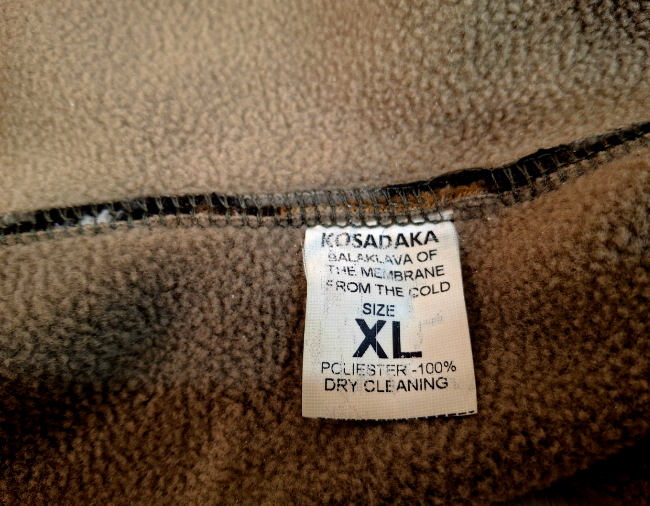 KOSADAKA
BALAKLAVA OF
THE MEMBRANE
FROM THE COLD
SIZE
XL
POLIESTER -100%
DRY CLEANING